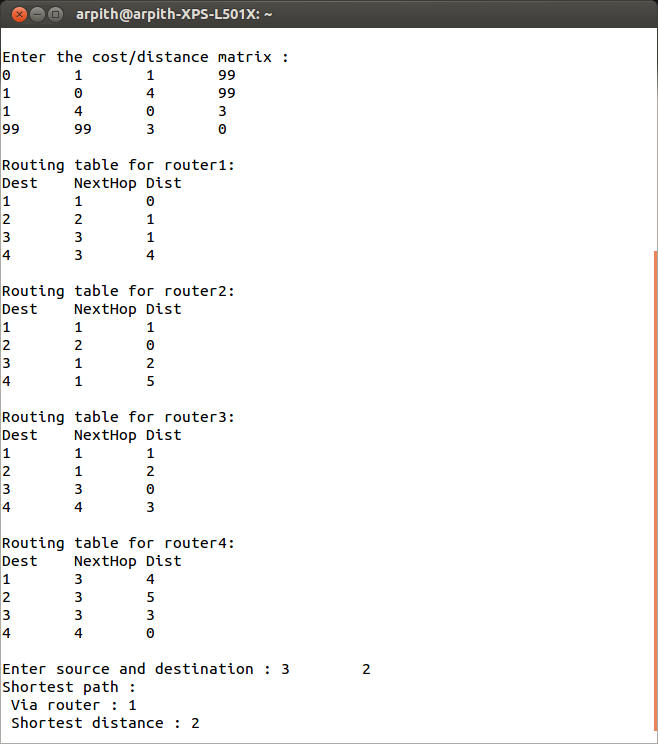 arpith@arpith-XPS-L501X: ~
Enter the cost/distance matrix :
0 1 1 99
1 0 4 99
1 4 0 3
99 99 3 0
Routing table for router1:
Dest NextHop Dist
1 1 0
2 2 1
3 3 1
4 3 4
Routing table for router2:
Dest NextHop Dist
1 1 1
2 2 0
3 1 2
4 1 5
Routing table for router3:
Dest NextHop Dist
1 1 1
2 1 2
3 3 0
4 4 3
Routing table for router4:
Dest NextHop Dist
1 3 4
2 3 5
3 3 3
4 4 0
Enter source and destination : 3 2
Shortest path :
Via router : 1
Shortest distance : 2